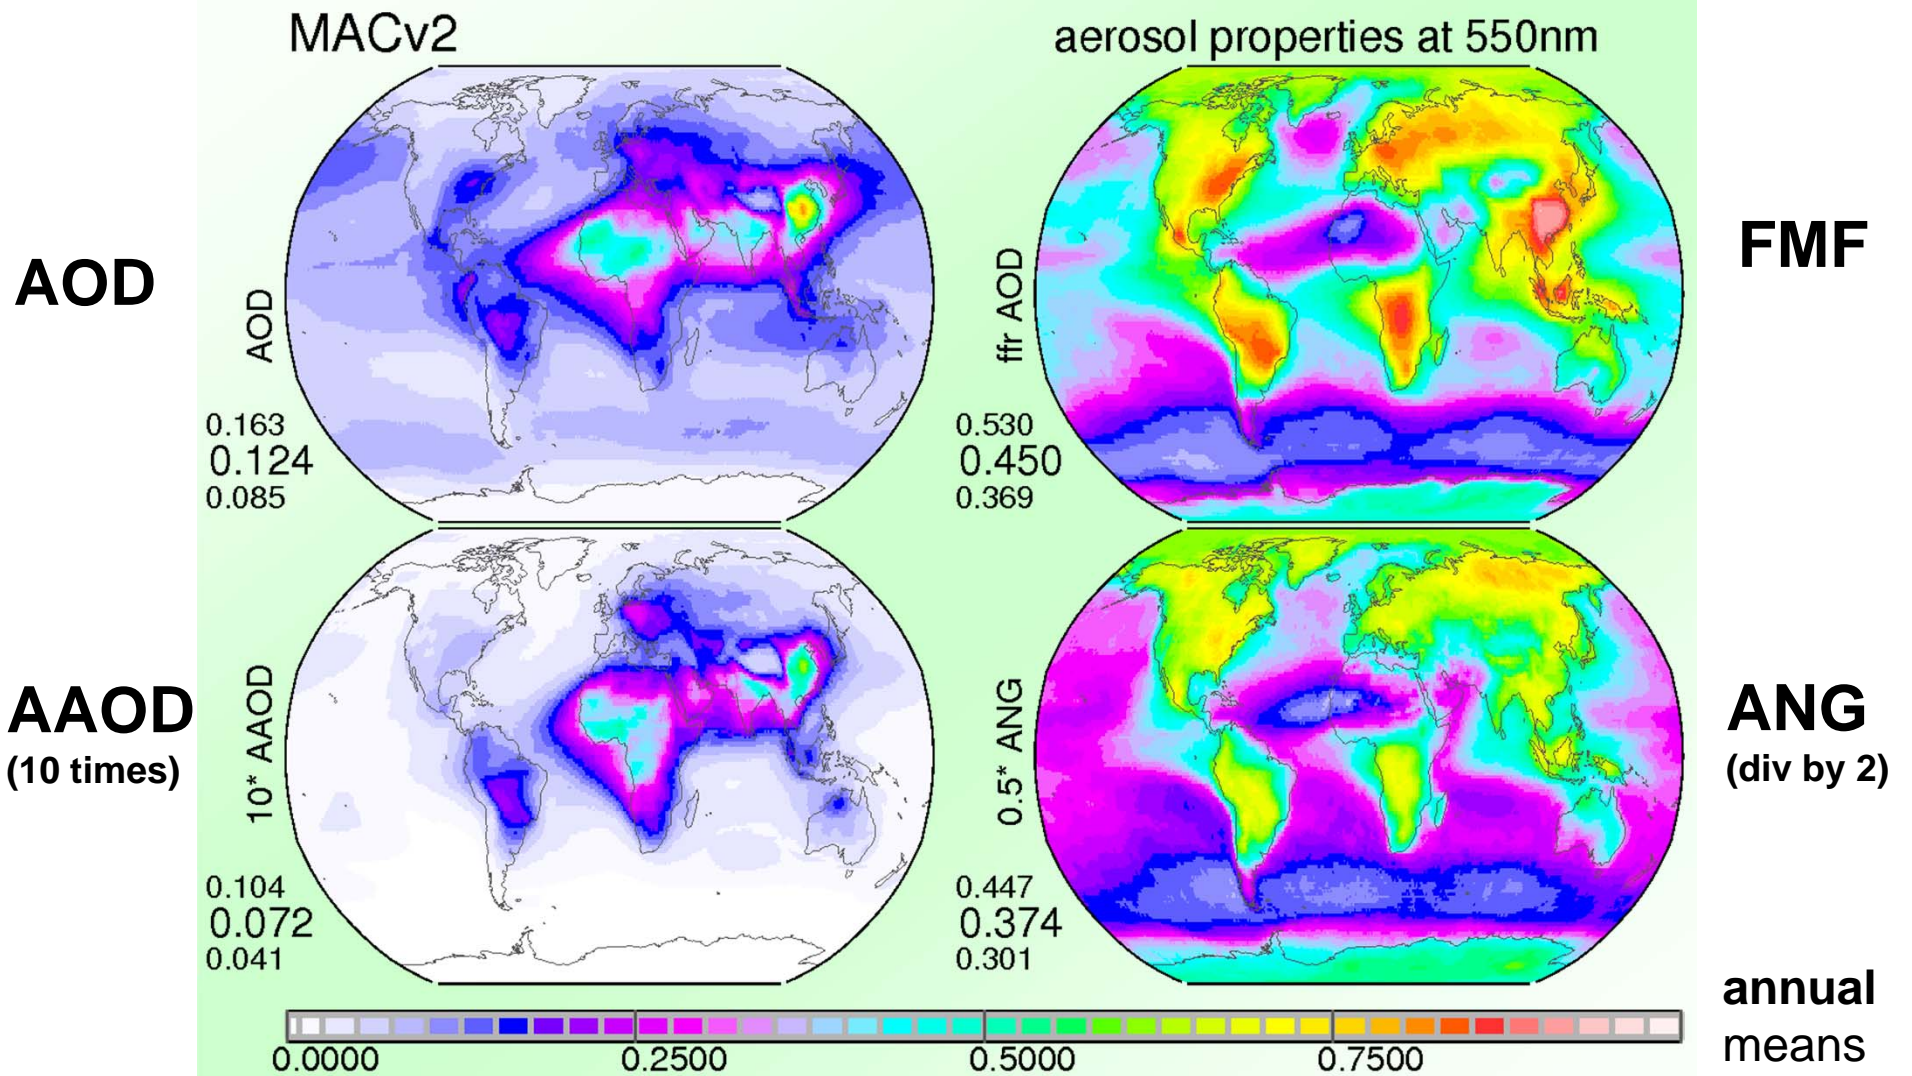 MACv2
aerosol properties at 550nm
AOD
AOD
0.163
0.124
0.085
ffr AOD
0.530
0.450
0.369
FMF
AAOD
(10 times)
10* AAOD
0.104
0.072
0.041
0.5* ANG
0.447
0.374
0.301
ANG
(div by 2)
annual
means
0.0000 0.2500 0.5000 0.7500